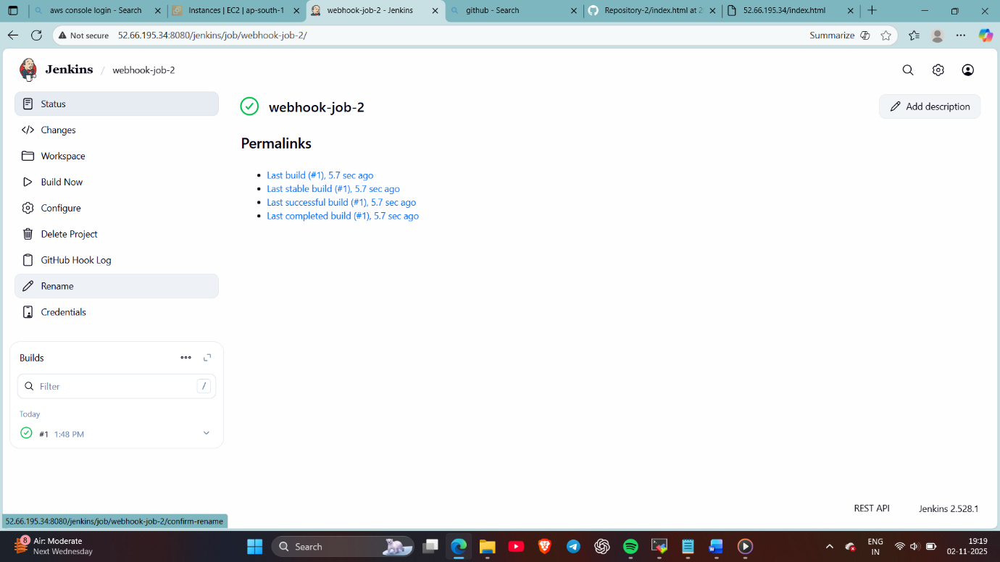 aws console login - Search
Instances | EC2 | ap-south-1
webhook-job-2 - Jenkins
github - Search
Repository-2/index.html at 2
52.66.195.34/index.html
Not secure
52.66.195.34:8080/jenkins/job/webhook-job-2/
Summarize
Jenkins / webhook-job-2
Status
Changes
Workspace
Build Now
Configure
Delete Project
GitHub Hook Log
Rename
Credentials
Builds
Filter
/
Today
#1 1:48 PM
webhook-job-2
Add description
Permalinks
Last build (#1), 5.7 sec ago
Last stable build (#1), 5.7 sec ago
Last successful build (#1), 5.7 sec ago
Last completed build (#1), 5.7 sec ago
REST API
Jenkins 2.528.1
52.66.195.34:8080/jenkins/job/webhook-job-2/confirm-rename
8
Air: Moderate
Next Wednesday
Search
ENG
IN
19:19
02-11-2025